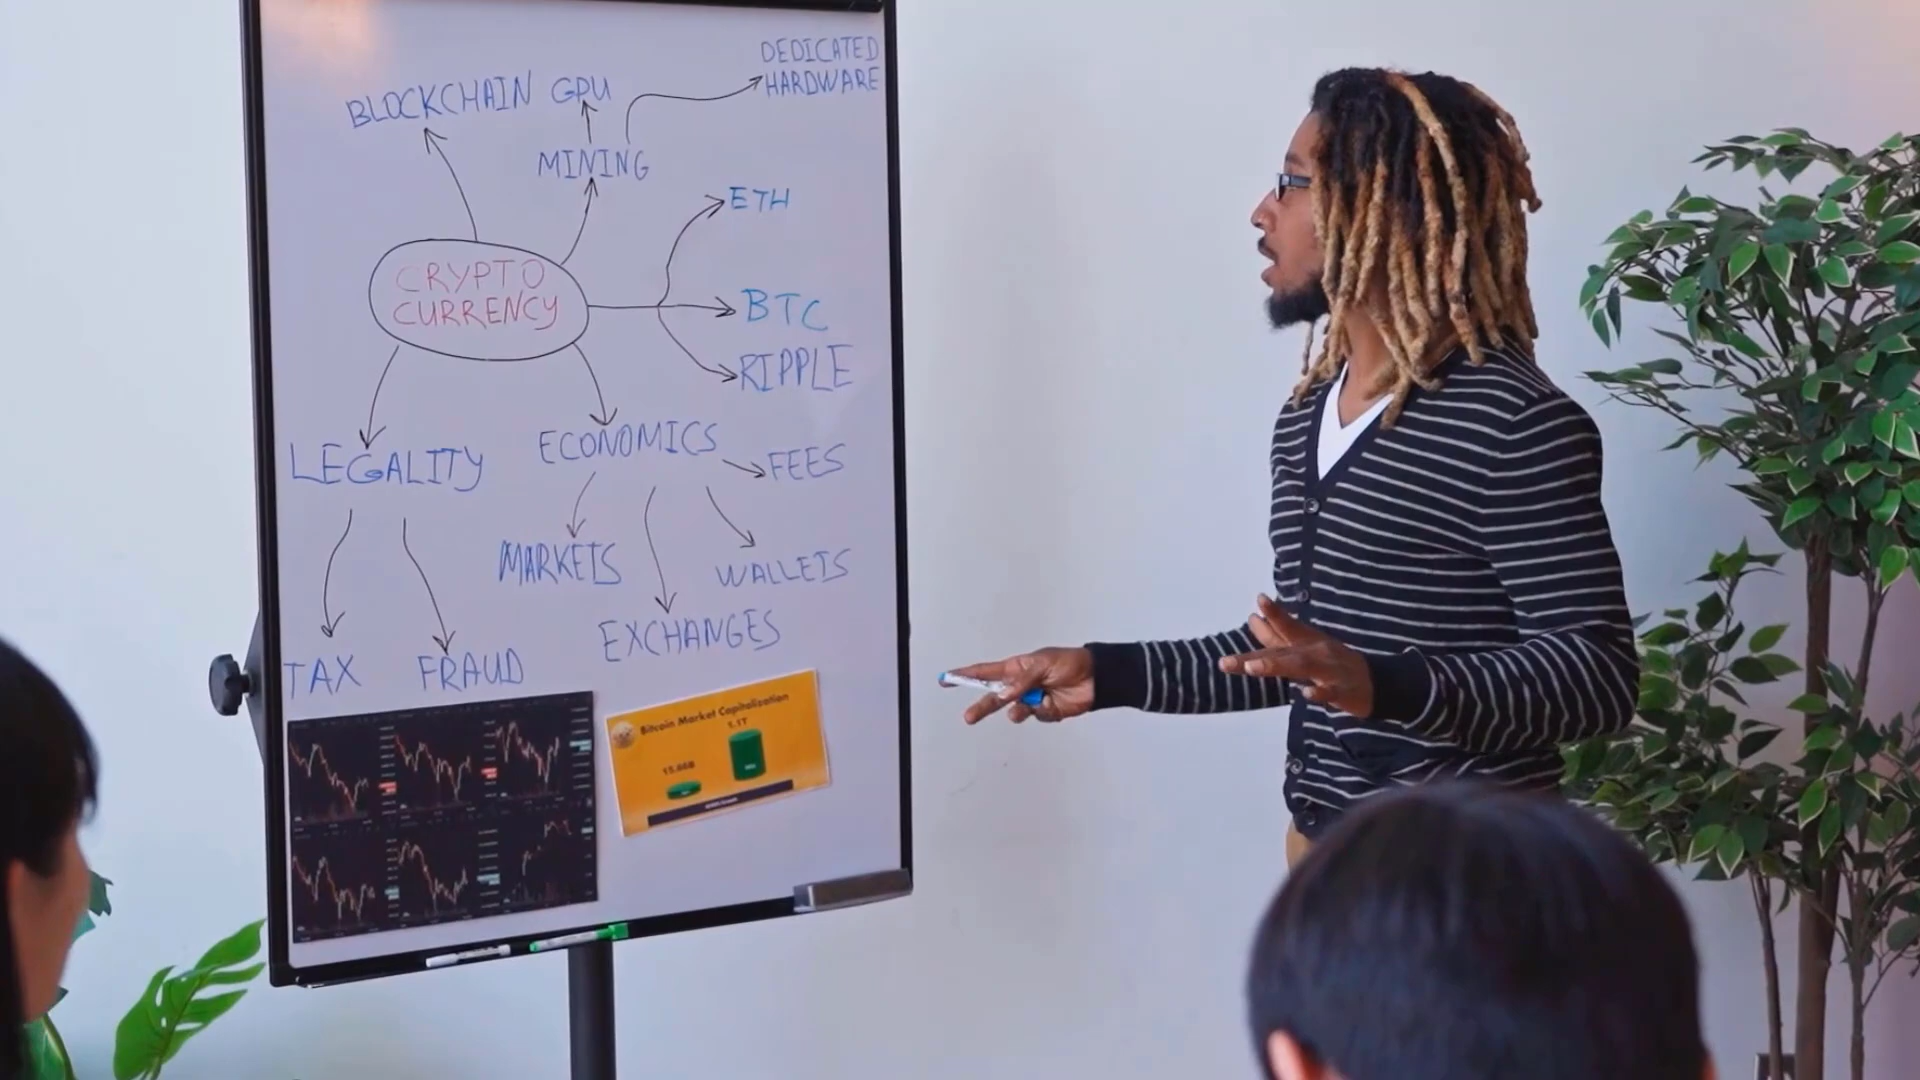 DEDICATED
HARDWARE
BLOCKCHAIN
GPU
MINING
ETH
CRYPTO
CURRENCY
BTC
RIPPLE
LEGALITY
ECONOMICS
FEES
MARKETS
WALLETS
EXCHANGES
TAX
FRAUD
Bitcoin Market Capitalization
1.1T